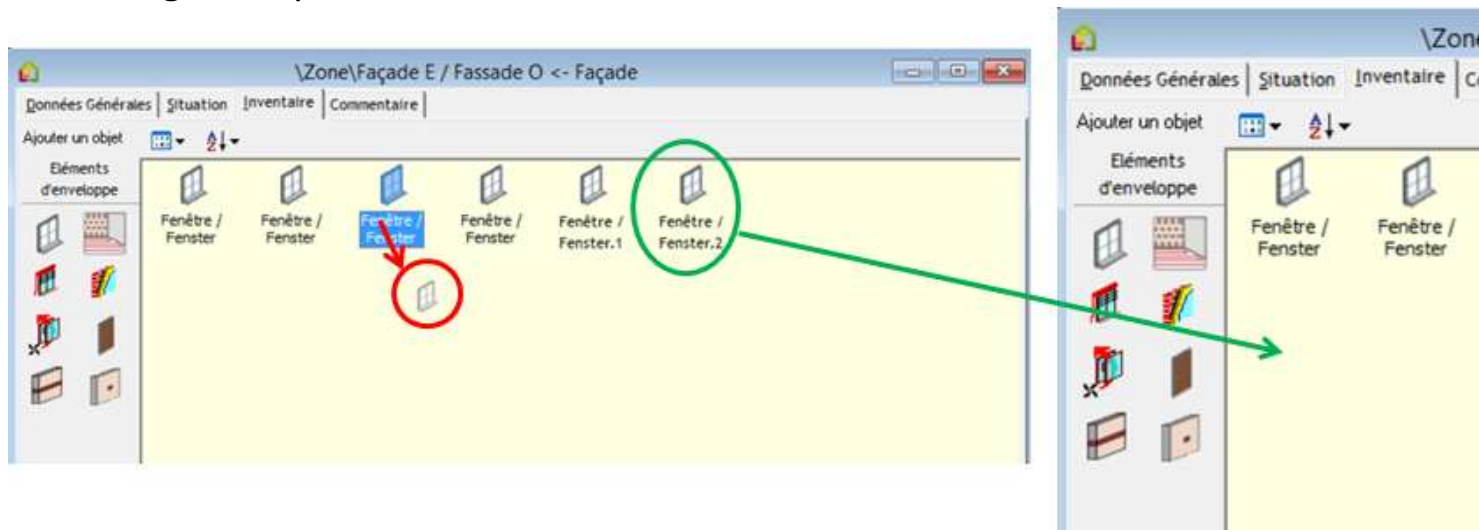 \Zone\Façade E / Fassade O <- Façade
Données Générales Situation Inventaire Commentaire
Ajouter un objet
Eléments
d'enveloppe
Fenêtre / Fenêtre / Fenêtre / Fenêtre / Fenêtre / Fenêtre /
Fenster Fenster Fenster Fenster Fenster.1 Fenster.2
\Zone
Données Générales Situation Inventaire
Ajouter un objet
Eléments
d'enveloppe
Fenêtre / Fenêtre /
Fenster Fenster